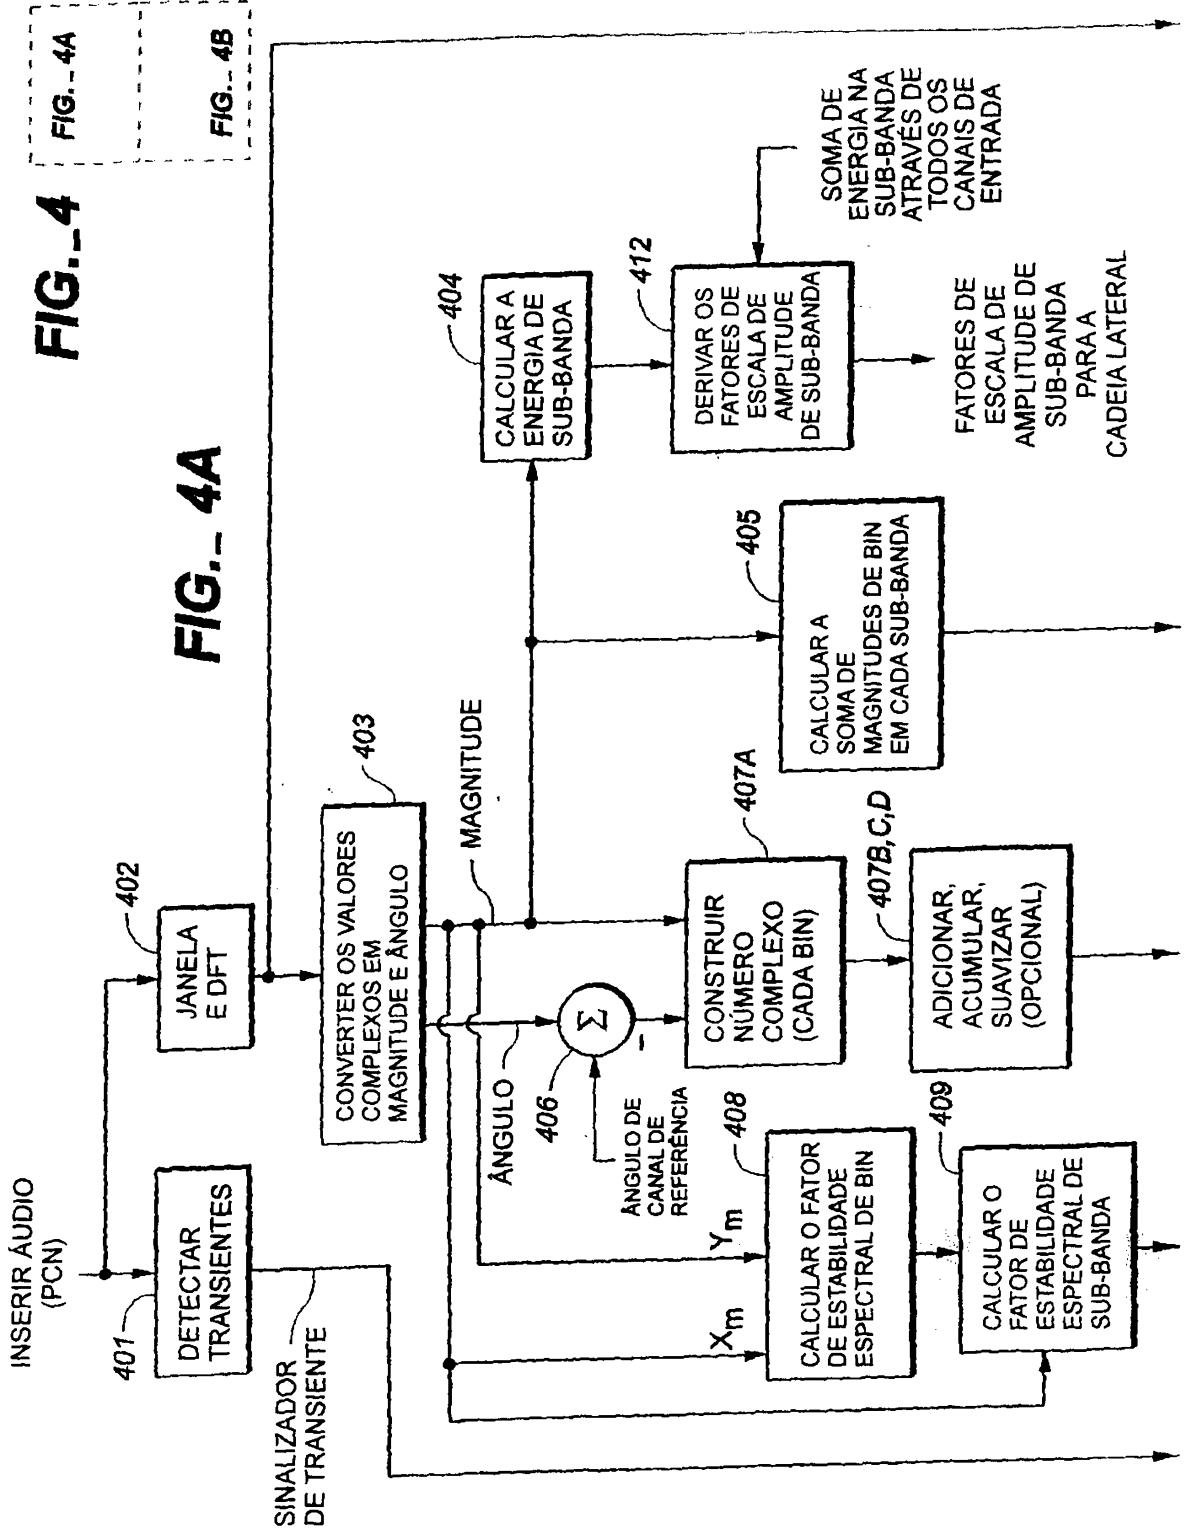 FIG._4
FIG._4A
FIG._4B
FIG._4A
INSERIR ÁUDIO
(PCN)
401
DETECTAR
TRANSIENTES
402
JANELA
E DFT
SINALIZADOR
DE TRANSIENTE
403
CONVERTER OS VALORES
COMPLEXOS EM
MAGNITUDE E ÂNGULO
ÂNGULO
MAGNITUDE
404
CALCULAR A
ENERGIA DE
SUB-BANDA
406
Σ
-
ÂNGULO DE
CANAL DE
REFERÊNCIA
412
DERIVAR OS
FATORES DE
ESCALA DE
AMPLITUDE
DE SUB-BANDA
SOMA DE
ENERGIA NA
SUB-BANDA
ATRAVÉS DE
TODOS OS
CANAIS DE
ENTRADA
Xm
Ym
408
CALCULAR O FATOR
DE ESTABILIDADE
ESPECTRAL DE BIN
407A
CONSTRUIR
NÚMERO
COMPLEXO
(CADA BIN)
405
CALCULAR A
SOMA DE
MAGNITUDES DE BIN
EM CADA SUB-BANDA
409
CALCULAR O
FATOR DE
ESTABILIDADE
ESPECTRAL DE
SUB-BANDA
407B,C,D
ADICIONAR,
ACUMULAR,
SUAVIZAR
(OPCIONAL)
FATORES DE
ESCALA DE
AMPLITUDE DE
SUB-BANDA
PARA A
CADEIA LATERAL